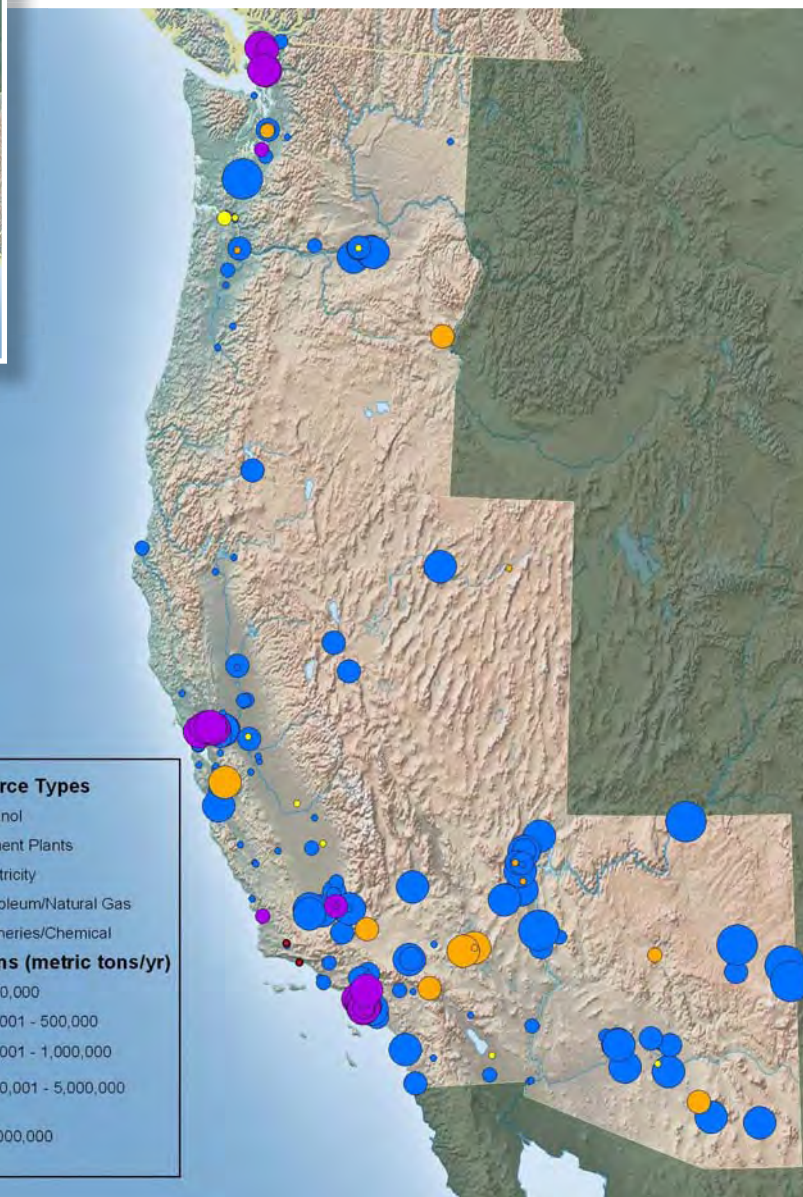 rce Types
nol
ent Plants
tricity
oleum/Natural Gas
neries/Chemical
ns (metric tons/yr)
0,000
001 - 500,000
001 - 1,000,000
0,001 - 5,000,000
000,000